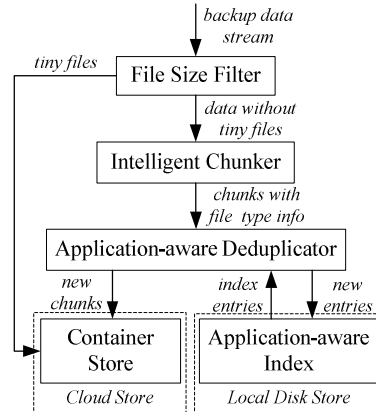 backup data
stream
tiny files
File Size Filter
data without
tiny files
Intelligent Chunker
chunks with
file type info
Application-aware Deduplicator
new
chunks
index
entries
new
entries
Container
Store
Application-aware
Index
Cloud Store
Local Disk Store